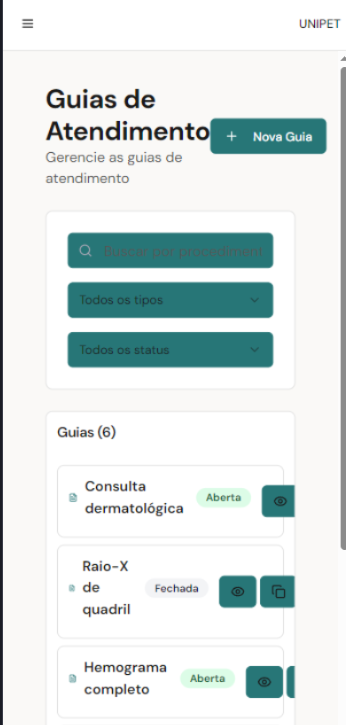 UNIPET
Guias de
Atendimento
+ Nova Guia
Gerencie as guias de
atendimento
Buscar por procediment
Todos os tipos
Todos os status
Guias (6)
Consulta
dermatológica
Aberta
Raio-X
de
quadril
Fechada
Hemograma
completo
Aberta